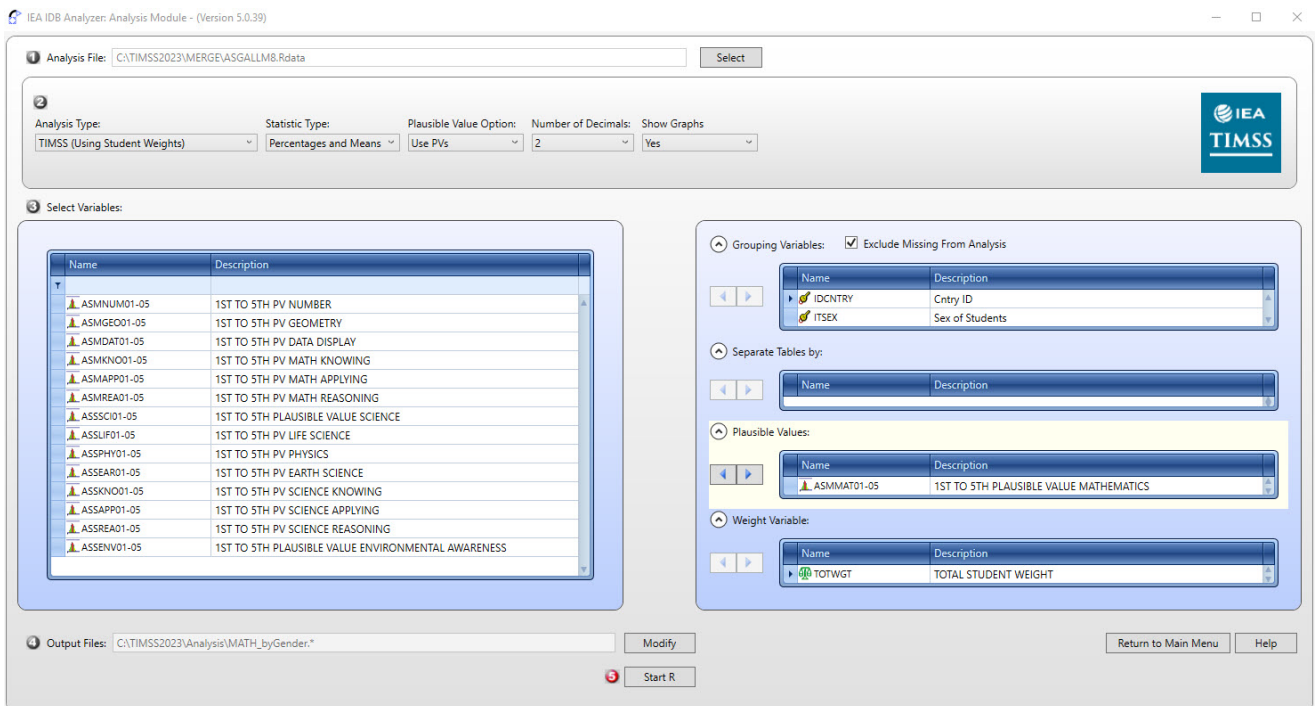 IEA IDB Analyzer: Analysis Module - (Version 5.0.39)
1 Analysis File: C:\TIMSS2023\MERGE\ASGALLM8.Rdata Select
2
Analysis Type: Statistic Type: Plausible Value Option: Number of Decimals: Show Graphs
TIMSS (Using Student Weights) Percentages and Means Use PVs 2 Yes
IEA
TIMSS
3 Select Variables:
Name Description
ASMNUM01-05 1ST TO 5TH PV NUMBER
ASMGEO01-05 1ST TO 5TH PV GEOMETRY
ASMDAT01-05 1ST TO 5TH PV DATA DISPLAY
ASMKNO01-05 1ST TO 5TH PV MATH KNOWING
ASMAPP01-05 1ST TO 5TH PV MATH APPLYING
ASMREA01-05 1ST TO 5TH PV MATH REASONING
ASSSCI01-05 1ST TO 5TH PLAUSIBLE VALUE SCIENCE
ASSLIF01-05 1ST TO 5TH PV LIFE SCIENCE
ASSPHY01-05 1ST TO 5TH PV PHYSICS
ASSEAR01-05 1ST TO 5TH PV EARTH SCIENCE
ASSKNO01-05 1ST TO 5TH PV SCIENCE KNOWING
ASSAPP01-05 1ST TO 5TH PV SCIENCE APPLYING
ASSREA01-05 1ST TO 5TH PV SCIENCE REASONING
ASSENV01-05 1ST TO 5TH PLAUSIBLE VALUE ENVIRONMENTAL AWARENESS
Grouping Variables: Exclude Missing From Analysis
Name Description
IDCNTRY Cntry ID
ITSEX Sex of Students
Separate Tables by:
Name Description
Plausible Values:
Name Description
ASMMAT01-05 1ST TO 5TH PLAUSIBLE VALUE MATHEMATICS
Weight Variable:
Name Description
TOTWGT TOTAL STUDENT WEIGHT
4 Output Files: C:\TIMSS2023\Analysis\MATH_byGender.* Modify Return to Main Menu Help
5 Start R